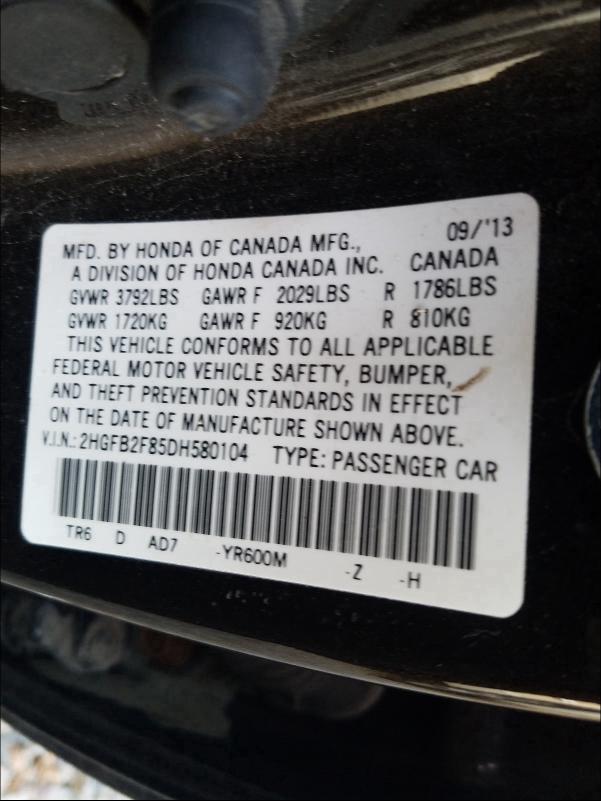 MFD. BY HONDA OF CANADA MFG., 09/'13
A DIVISION OF HONDA CANADA INC. CANADA
GVWR 3792LBS GAWR F 2029LBS R 1786LBS
GVWR 1720KG GAWR F 920KG R 810KG
THIS VEHICLE CONFORMS TO ALL APPLICABLE
FEDERAL MOTOR VEHICLE SAFETY, BUMPER,
AND THEFT PREVENTION STANDARDS IN EFFECT
ON THE DATE OF MANUFACTURE SHOWN ABOVE.
V.I.N.: 2HGFB2F85DH580104 TYPE: PASSENGER CAR
TR6 D AD7 -YR600M -Z -H